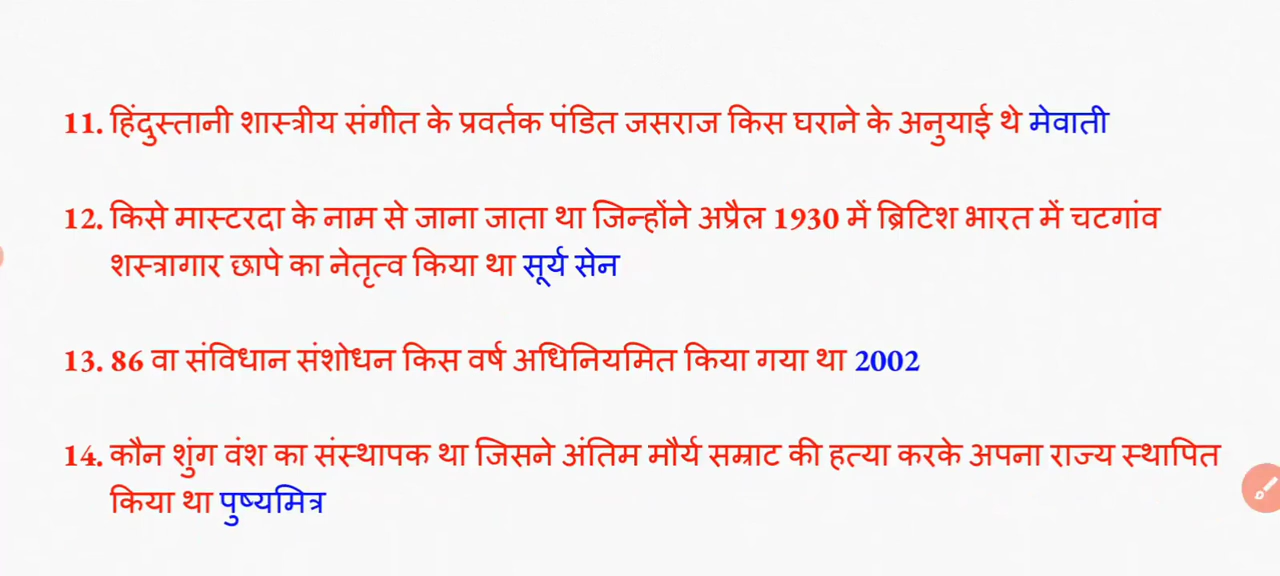 11. हिंदुस्तानी शास्त्रीय संगीत के प्रवर्तक पंडित जसराज किस घराने के अनुयाई थे मेवाती
12. किसे मास्टरदा के नाम से जाना जाता था जिन्होंने अप्रैल 1930 में ब्रिटिश भारत में चटगांव
शस्त्रागार छापे का नेतृत्व किया था सूर्य सेन
13. 86 वा संविधान संशोधन किस वर्ष अधिनियमित किया गया था 2002
14. कौन शुंग वंश का संस्थापक था जिसने अंतिम मौर्य सम्राट की हत्या करके अपना राज्य स्थापित
किया था पुष्यमित्र